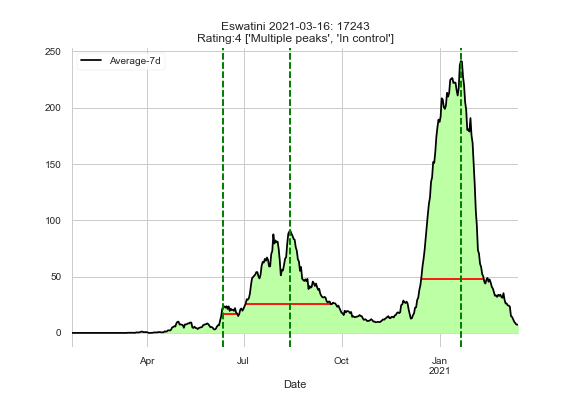 Eswatini 2021-03-16: 17243
Rating:4 ['Multiple peaks', 'In control']
Average-7d
250
200
150
100
50
0
Apr
Jul
Oct
Jan
2021
Date